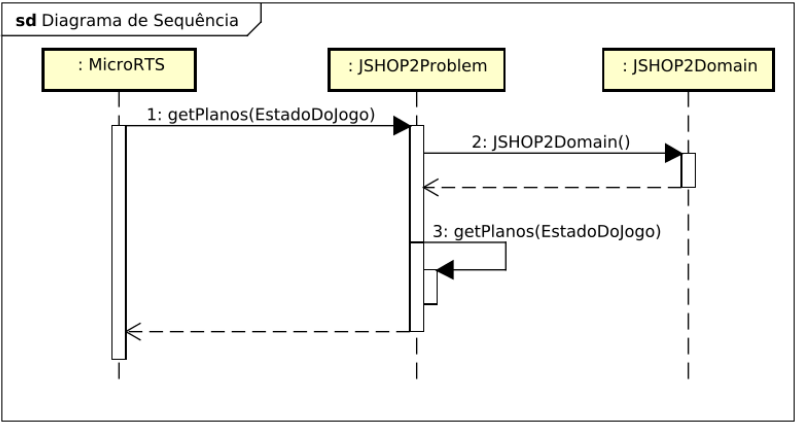 sd Diagrama de Sequência
: MicroRTS
: JSHOP2Problem
: JSHOP2Domain
1: getPlanos(EstadoDoJogo)
2: JSHOP2Domain()
3: getPlanos(EstadoDoJogo)